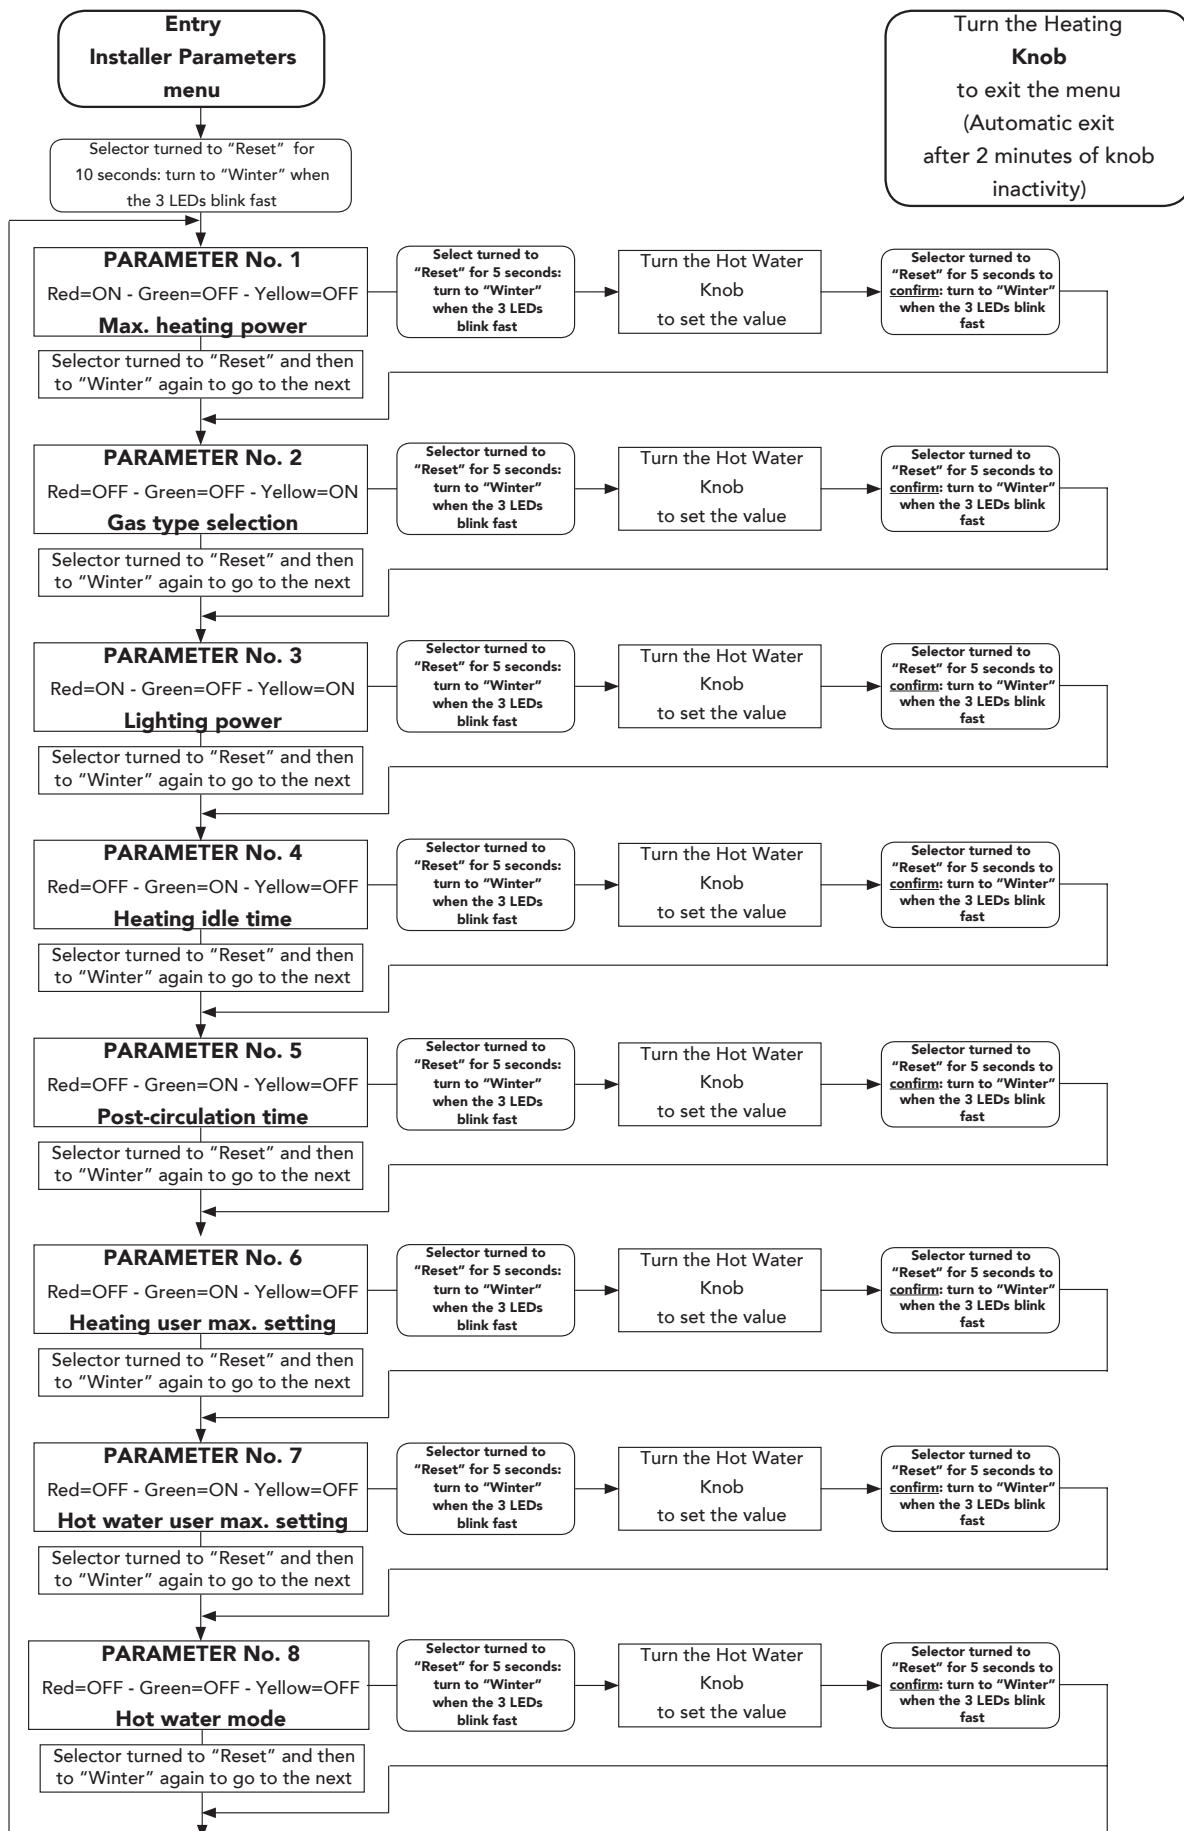 Entry
Installer Parameters
menu
Turn the Heating
Knob
to exit the menu
(Automatic exit
after 2 minutes of knob
inactivity)
Selector turned to “Reset” for
10 seconds: turn to “Winter” when
the 3 LEDs blink fast
PARAMETER No. 1
Red=ON - Green=OFF - Yellow=OFF
Max. heating power
Select turned to
“Reset” for 5 seconds:
turn to “Winter”
when the 3 LEDs
blink fast
Turn the Hot Water
Knob
to set the value
Selector turned to
“Reset” for 5 seconds to
confirm: turn to “Winter”
when the 3 LEDs blink
fast
Selector turned to “Reset” and then
to “Winter” again to go to the next
PARAMETER No. 2
Red=OFF - Green=OFF - Yellow=ON
Gas type selection
Selector turned to
“Reset” for 5 seconds:
turn to “Winter”
when the 3 LEDs
blink fast
Turn the Hot Water
Knob
to set the value
Selector turned to
“Reset” for 5 seconds to
confirm: turn to “Winter”
when the 3 LEDs blink
fast
Selector turned to “Reset” and then
to “Winter” again to go to the next
PARAMETER No. 3
Red=ON - Green=OFF - Yellow=ON
Lighting power
Selector turned to
“Reset” for 5 seconds:
turn to “Winter”
when the 3 LEDs
blink fast
Turn the Hot Water
Knob
to set the value
Selector turned to
“Reset” for 5 seconds to
confirm: turn to “Winter”
when the 3 LEDs blink
fast
Selector turned to “Reset” and then
to “Winter” again to go to the next
PARAMETER No. 4
Red=OFF - Green=ON - Yellow=OFF
Heating idle time
Selector turned to
“Reset” for 5 seconds:
turn to “Winter”
when the 3 LEDs
blink fast
Turn the Hot Water
Knob
to set the value
Selector turned to
“Reset” for 5 seconds to
confirm: turn to “Winter”
when the 3 LEDs blink
fast
Selector turned to “Reset” and then
to “Winter” again to go to the next
PARAMETER No. 5
Red=OFF - Green=ON - Yellow=OFF
Post-circulation time
Selector turned to
“Reset” for 5 seconds:
turn to “Winter”
when the 3 LEDs
blink fast
Turn the Hot Water
Knob
to set the value
Selector turned to
“Reset” for 5 seconds to
confirm: turn to “Winter”
when the 3 LEDs blink
fast
Selector turned to “Reset” and then
to “Winter” again to go to the next
PARAMETER No. 6
Red=OFF - Green=ON - Yellow=OFF
Heating user max. setting
Selector turned to
“Reset” for 5 seconds:
turn to “Winter”
when the 3 LEDs
blink fast
Turn the Hot Water
Knob
to set the value
Selector turned to
“Reset” for 5 seconds to
confirm: turn to “Winter”
when the 3 LEDs blink
fast
Selector turned to “Reset” and then
to “Winter” again to go to the next
PARAMETER No. 7
Red=OFF - Green=ON - Yellow=OFF
Hot water user max. setting
Selector turned to
“Reset” for 5 seconds:
turn to “Winter”
when the 3 LEDs
blink fast
Turn the Hot Water
Knob
to set the value
Selector turned to
“Reset” for 5 seconds to
confirm: turn to “Winter”
when the 3 LEDs blink
fast
Selector turned to “Reset” and then
to “Winter” again to go to the next
PARAMETER No. 8
Red=OFF - Green=OFF - Yellow=OFF
Hot water mode
Selector turned to
“Reset” for 5 seconds:
turn to “Winter”
when the 3 LEDs
blink fast
Turn the Hot Water
Knob
to set the value
Selector turned to
“Reset” for 5 seconds to
confirm: turn to “Winter”
when the 3 LEDs blink
fast
Selector turned to “Reset” and then
to “Winter” again to go to the next